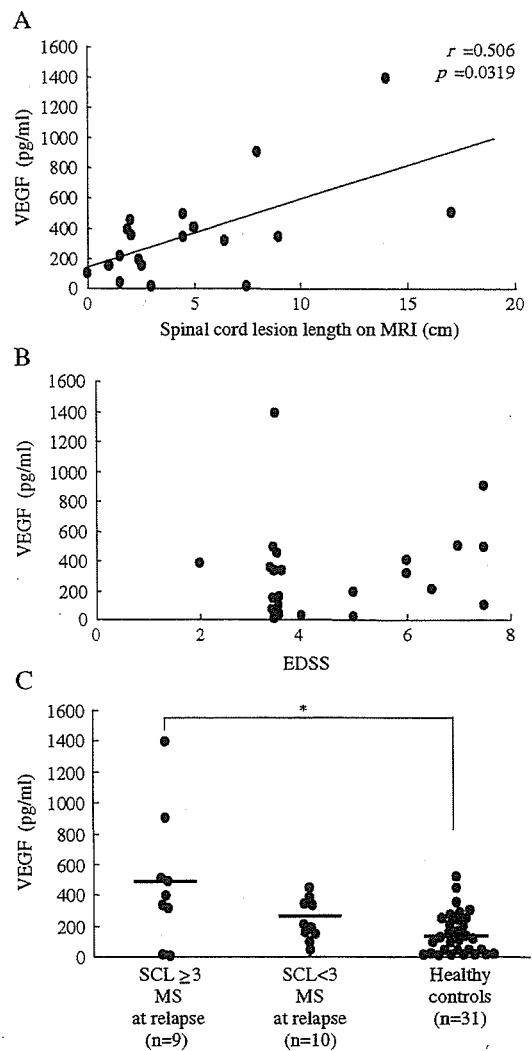 A
1600
1400
1200
1000
800
600
400
200
0
VEGF (pg/ml)
r =0.506
p =0.0319
0
5
10
15
20
Spinal cord lesion length on MRI (cm)
B
1600
1400
1200
1000
800
600
400
200
0
VEGF (pg/ml)
0
2
4
6
8
EDSS
C
1600
1400
1200
1000
800
600
400
200
0
VEGF (pg/ml)
*
SCL ≥3
MS
at relapse
(n=9)
SCL<3
MS
at relapse
(n=10)
Healthy
controls
(n=31)